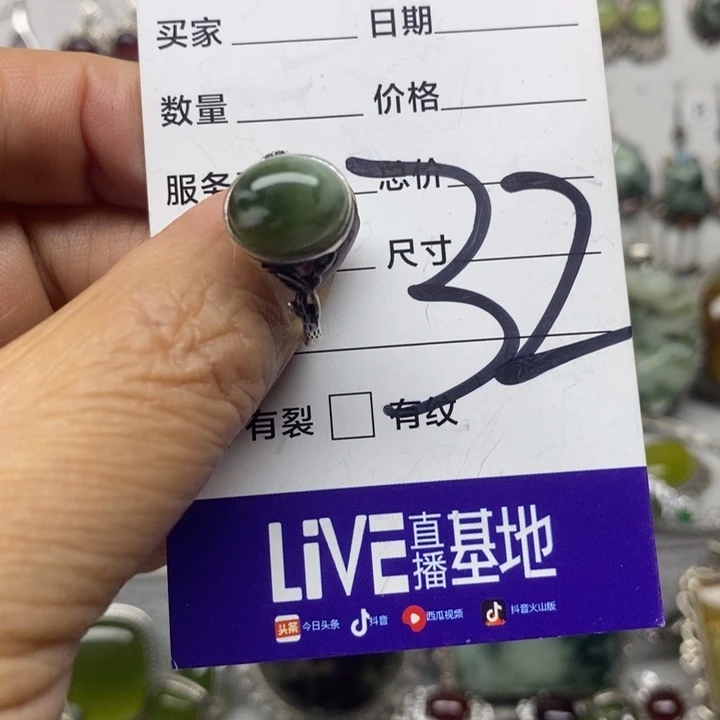 买家 日期
数量 价格
服务 总价
尺寸
32
有裂 有纹
LiVE直播基地
头条 今日头条 抖音 西瓜视频 抖音火山版